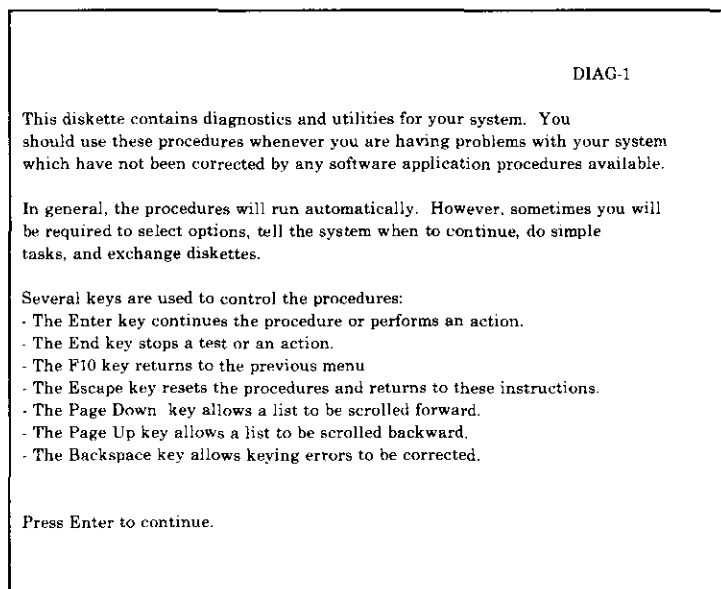 DIAG-1
This diskette contains diagnostics and utilities for your system. You
should use these procedures whenever you are having problems with your system
which have not been corrected by any software application procedures available.
In general, the procedures will run automatically. However, sometimes you will
be required to select options, tell the system when to continue, do simple
tasks, and exchange diskettes.
Several keys are used to control the procedures:
- The Enter key continues the procedure or performs an action.
- The End key stops a test or an action.
- The F10 key returns to the previous menu
- The Escape key resets the procedures and returns to these instructions.
- The Page Down key allows a list to be scrolled forward.
- The Page Up key allows a list to be scrolled backward.
- The Backspace key allows keying errors to be corrected.
Press Enter to continue.